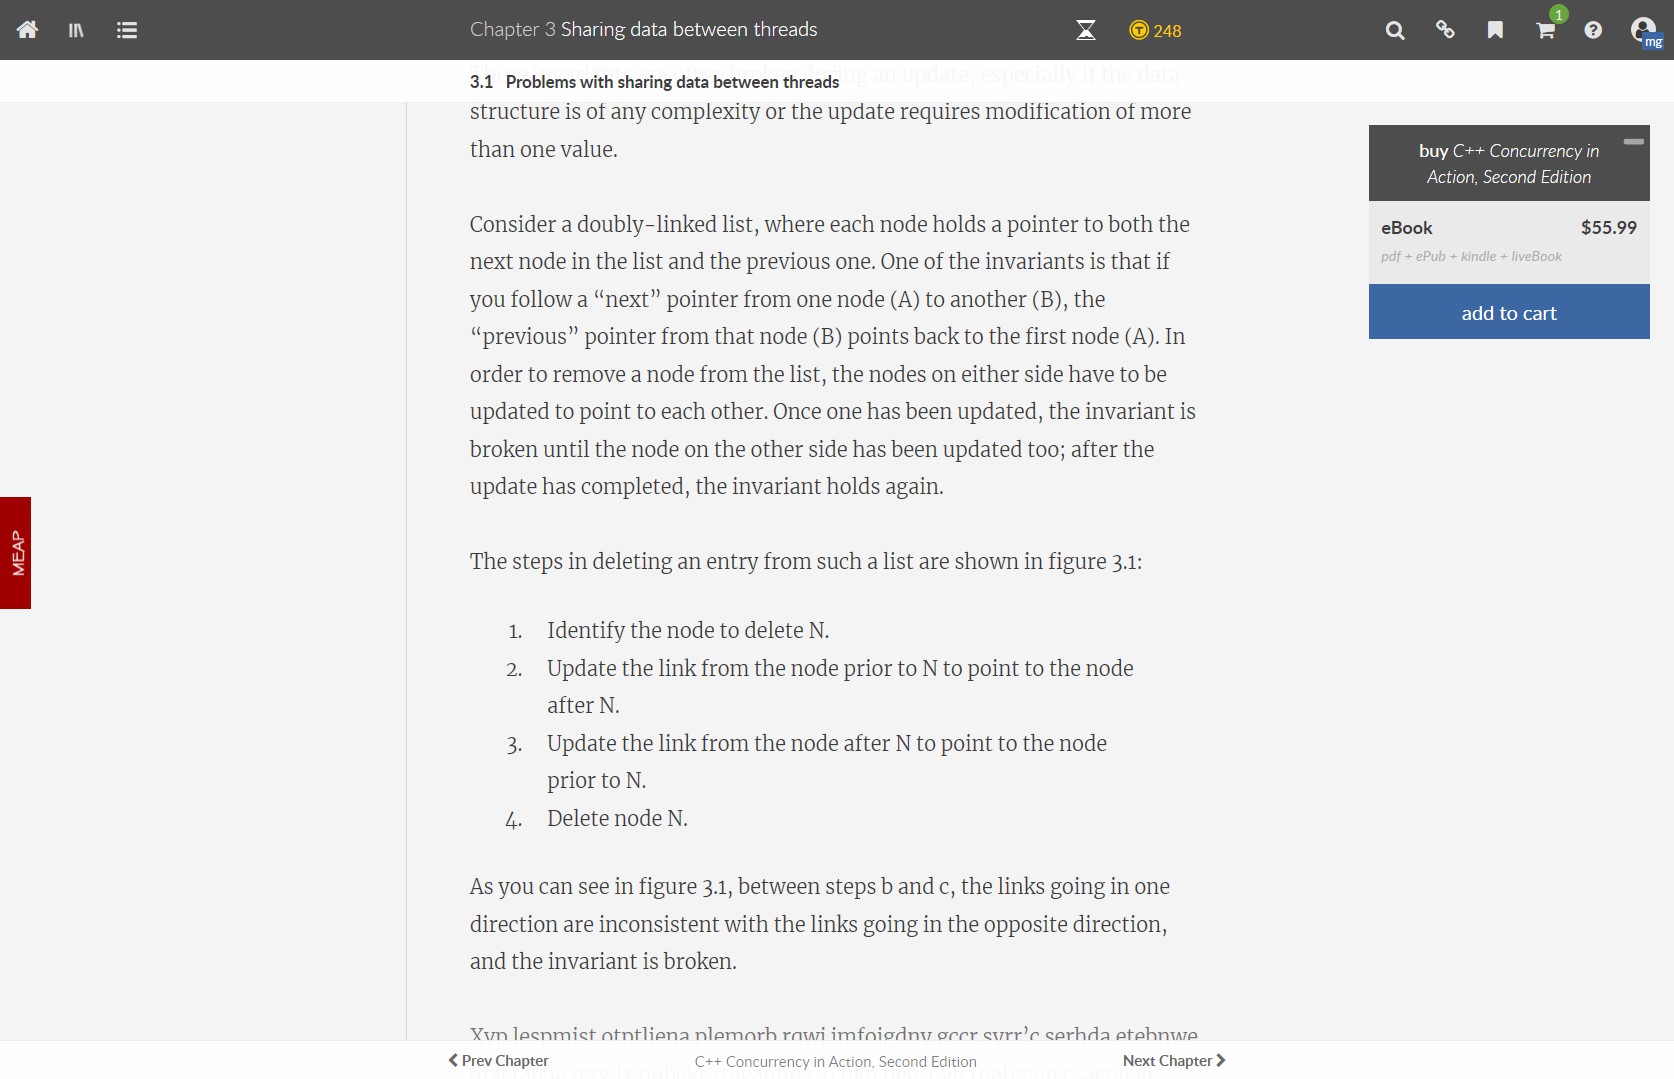 Chapter 3 Sharing data between threads
248
1
mg
3.1 Problems with sharing data between threads
during an update, especially if the data
structure is of any complexity or the update requires modification of more
than one value.
buy C++ Concurrency in
Action, Second Edition
eBook $55.99
pdf + ePub + kindle + liveBook
add to cart
Consider a doubly-linked list, where each node holds a pointer to both the
next node in the list and the previous one. One of the invariants is that if
you follow a “next” pointer from one node (A) to another (B), the
“previous” pointer from that node (B) points back to the first node (A). In
order to remove a node from the list, the nodes on either side have to be
updated to point to each other. Once one has been updated, the invariant is
broken until the node on the other side has been updated too; after the
update has completed, the invariant holds again.
MEAP
The steps in deleting an entry from such a list are shown in figure 3.1:
1. Identify the node to delete N.
2. Update the link from the node prior to N to point to the node
after N.
3. Update the link from the node after N to point to the node
prior to N.
4. Delete node N.
As you can see in figure 3.1, between steps b and c, the links going in one
direction are inconsistent with the links going in the opposite direction,
and the invariant is broken.
Xyp lespmist otptljena plemorb rqwj imfoigdny gccr syrr’c serhda etebnwe
Prev Chapter
C++ Concurrency in Action, Second Edition
Next Chapter